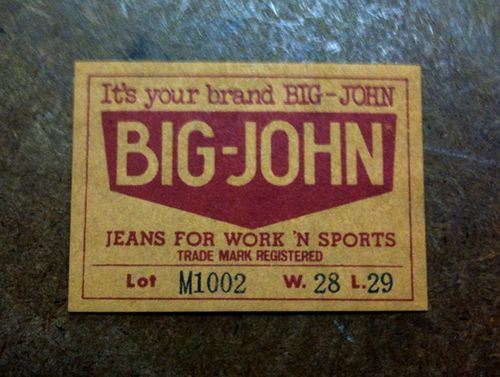 It's your brand BIG-JOHN
BIG-JOHN
JEANS FOR WORK 'N SPORTS
TRADE MARK REGISTERED
Lot M1002 W. 28 L. 29